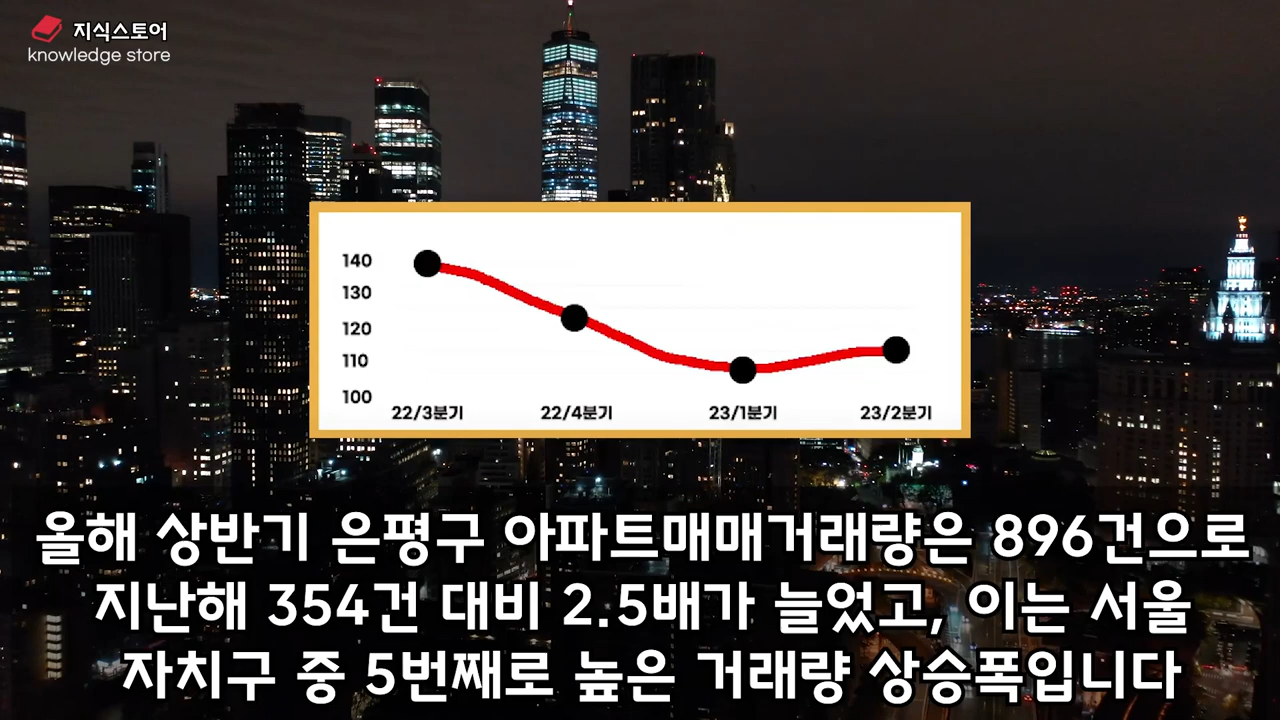 지식스토어
knowledge store
140
130
120
110
100
22/3분기 22/4분기 23/1분기 23/2분기
올해 상반기 은평구 아파트매매거래량은 896건으로
지난해 354건 대비 2.5배가 늘었고, 이는 서울
자치구 중 5번째로 높은 거래량 상승폭입니다